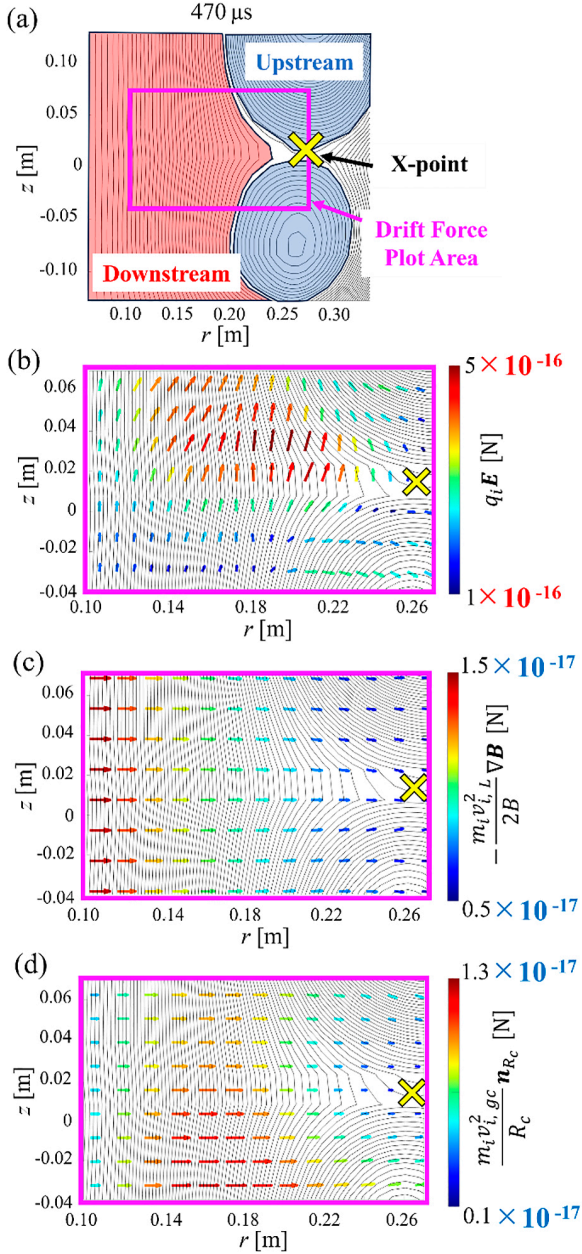 (a)
470 μs
Upstream
X-point
Drift Force
Plot Area
Downstream
z [m]
0.10
0.05
0
-0.05
-0.10
0.10 0.15 0.20 0.25 0.30
r [m]
(b)
z [m]
0.06
0.04
0.02
0
-0.02
-0.04
0.10 0.14 0.18 0.22 0.26
r [m]
5×10^-16
q_i E [N]
1×10^-16
(c)
z [m]
0.06
0.04
0.02
0
-0.02
-0.04
0.10 0.14 0.18 0.22 0.26
r [m]
1.5×10^-17
− m_i v_{i,L}^2 / 2B ∇B [N]
0.5×10^-17
(d)
z [m]
0.06
0.04
0.02
0
-0.02
-0.04
0.10 0.14 0.18 0.22 0.26
r [m]
1.3×10^-17
m_i v_{i,gc}^2 / R_c n_{R_c} [N]
0.1×10^-17